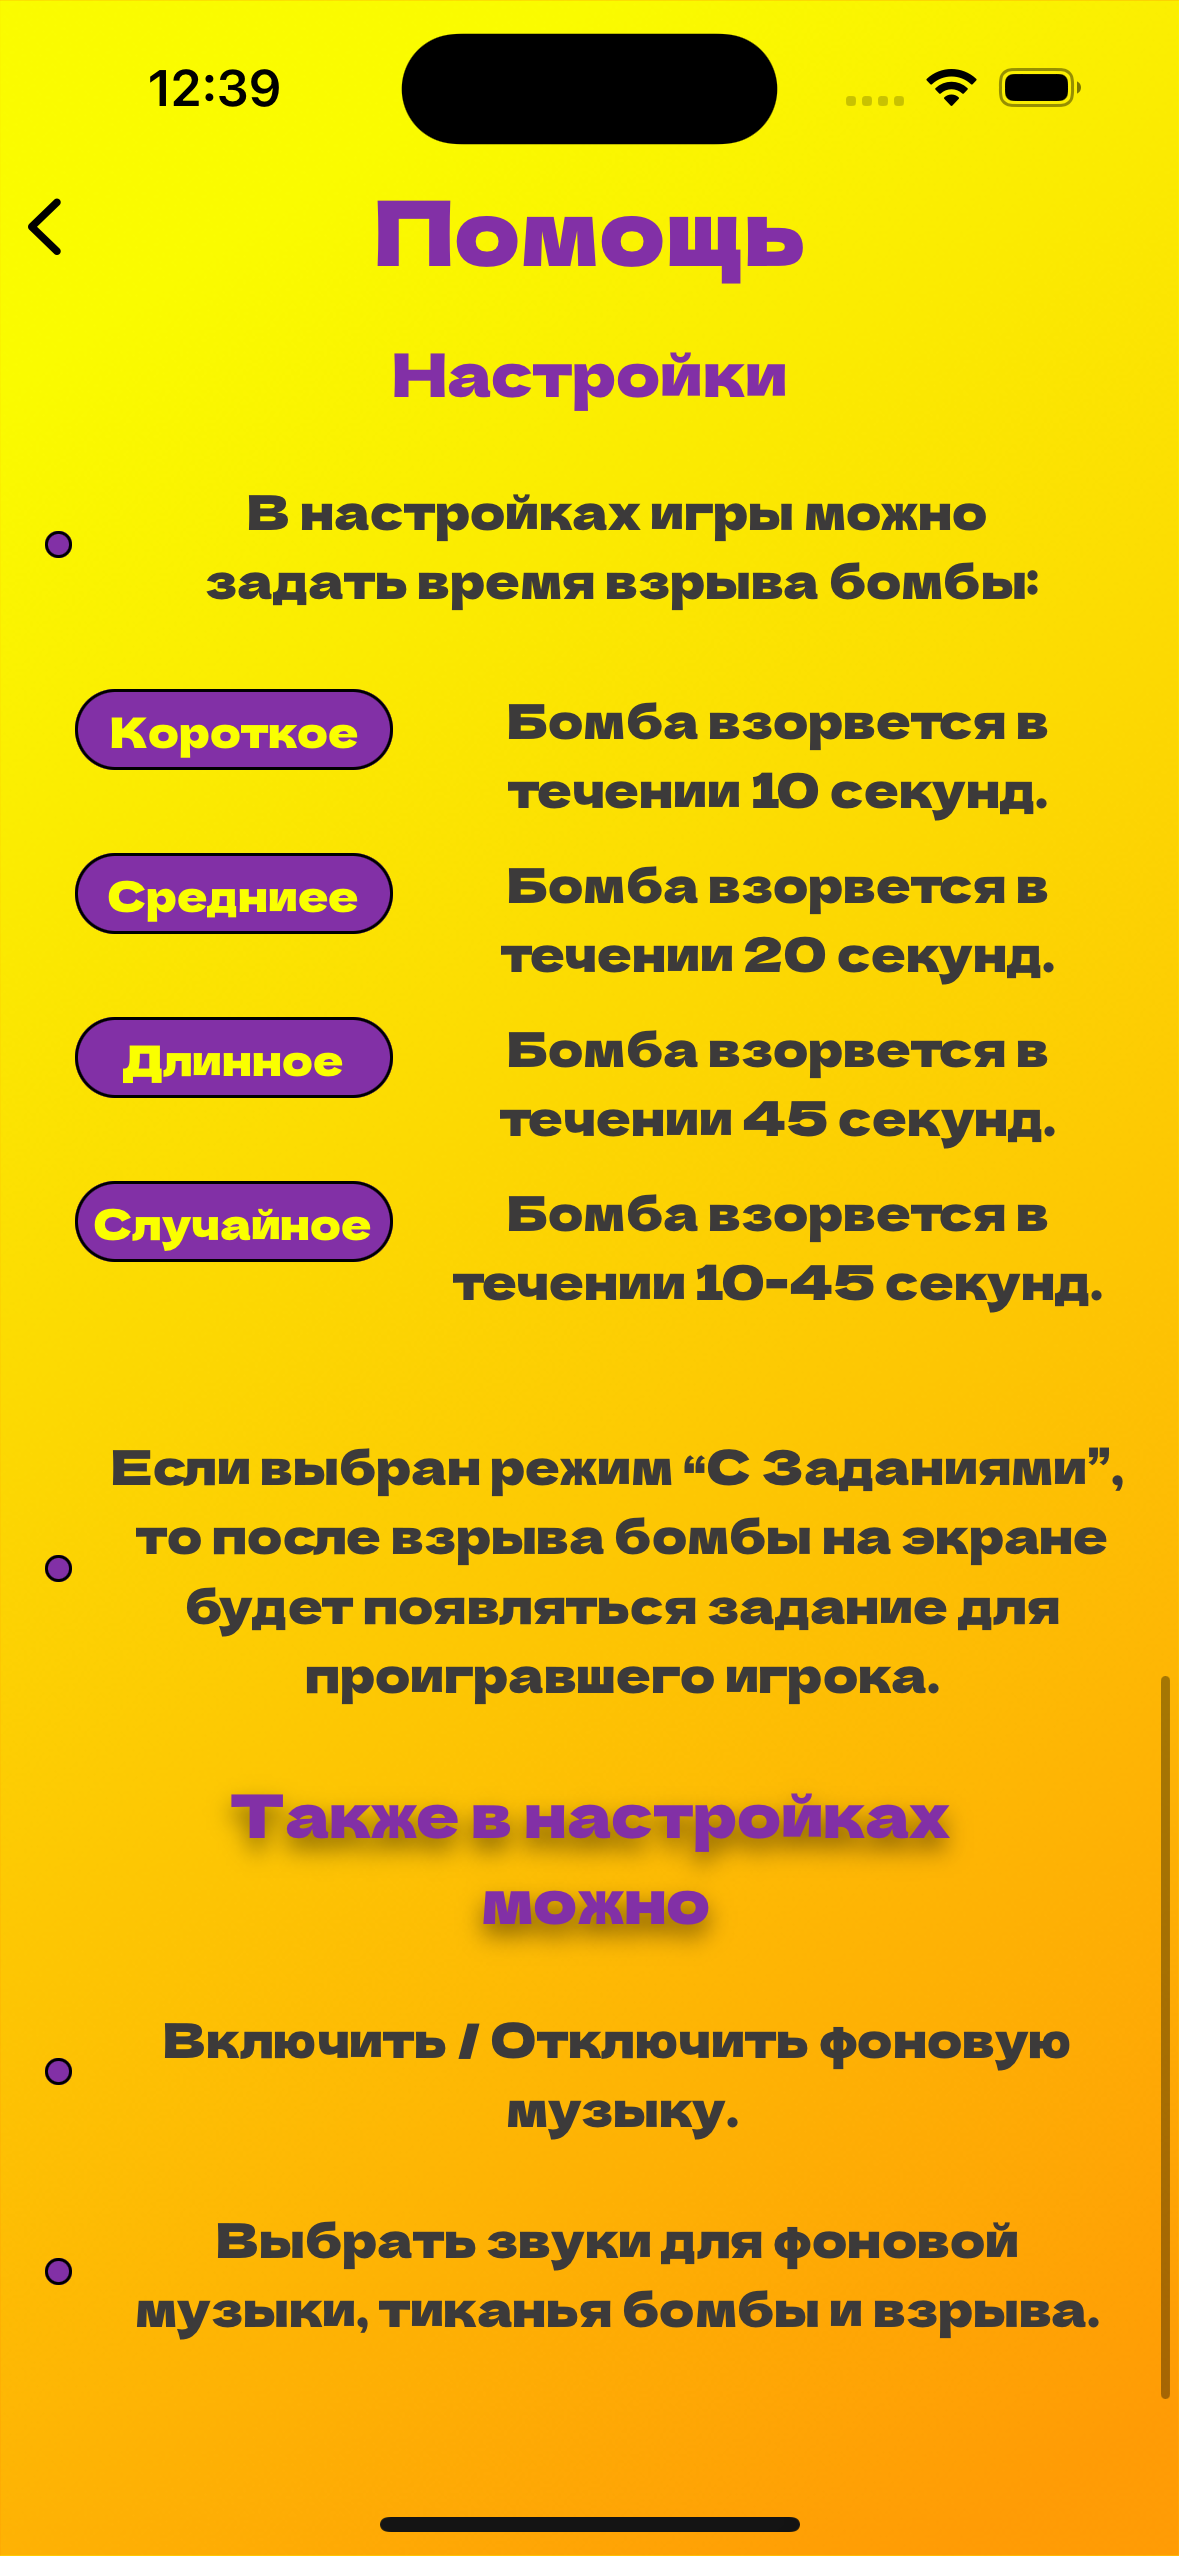 12:39
Помощь
Настройки
В настройках игры можно
задать время взрыва бомбы:
Короткое
Бомба взорвется в
течении 10 секунд.
Средниее
Бомба взорвется в
течении 20 секунд.
Длинное
Бомба взорвется в
течении 45 секунд.
Случайное
Бомба взорвется в
течении 10-45 секунд.
Если выбран режим “С Заданиями”,
то после взрыва бомбы на экране
будет появляться задание для
проигравшего игрока.
Также в настройках
можно
Включить / Отключить фоновую
музыку.
Выбрать звуки для фоновой
музыки, тиканья бомбы и взрыва.